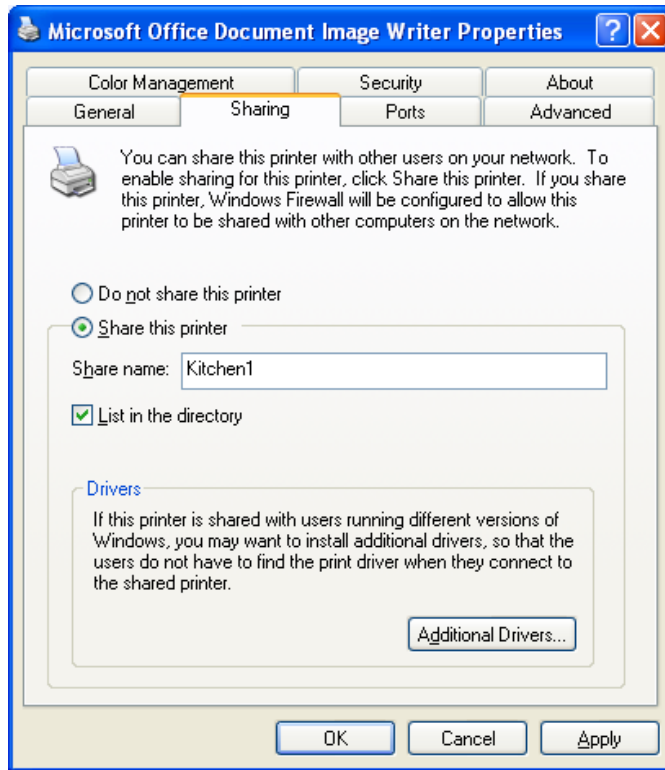 Microsoft Office Document Image Writer Properties
Color Management Security About
General Sharing Ports Advanced
You can share this printer with other users on your network. To
enable sharing for this printer, click Share this printer. If you share
this printer, Windows Firewall will be configured to allow this
printer to be shared with other computers on the network.
Do not share this printer
Share this printer
Share name: Kitchen1
List in the directory
Drivers
If this printer is shared with users running different versions of
Windows, you may want to install additional drivers, so that the
users do not have to find the print driver when they connect to
the shared printer.
Additional Drivers...
OK Cancel Apply